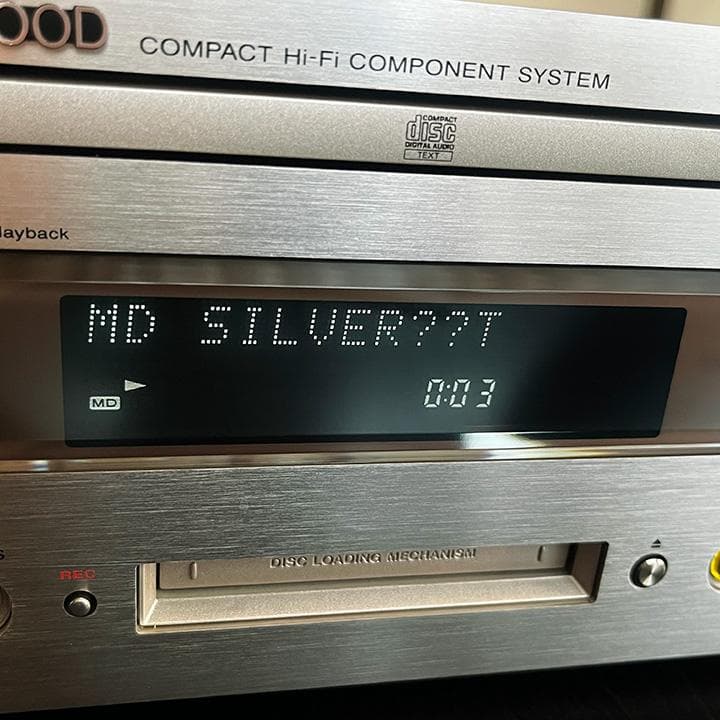 OOD
COMPACT Hi-Fi COMPONENT SYSTEM
COMPACT
disc
DIGITAL AUDIO
TEXT
layback
MD SILVER??T
MD
0:03
S
REC
DISC LOADING MECHANISM